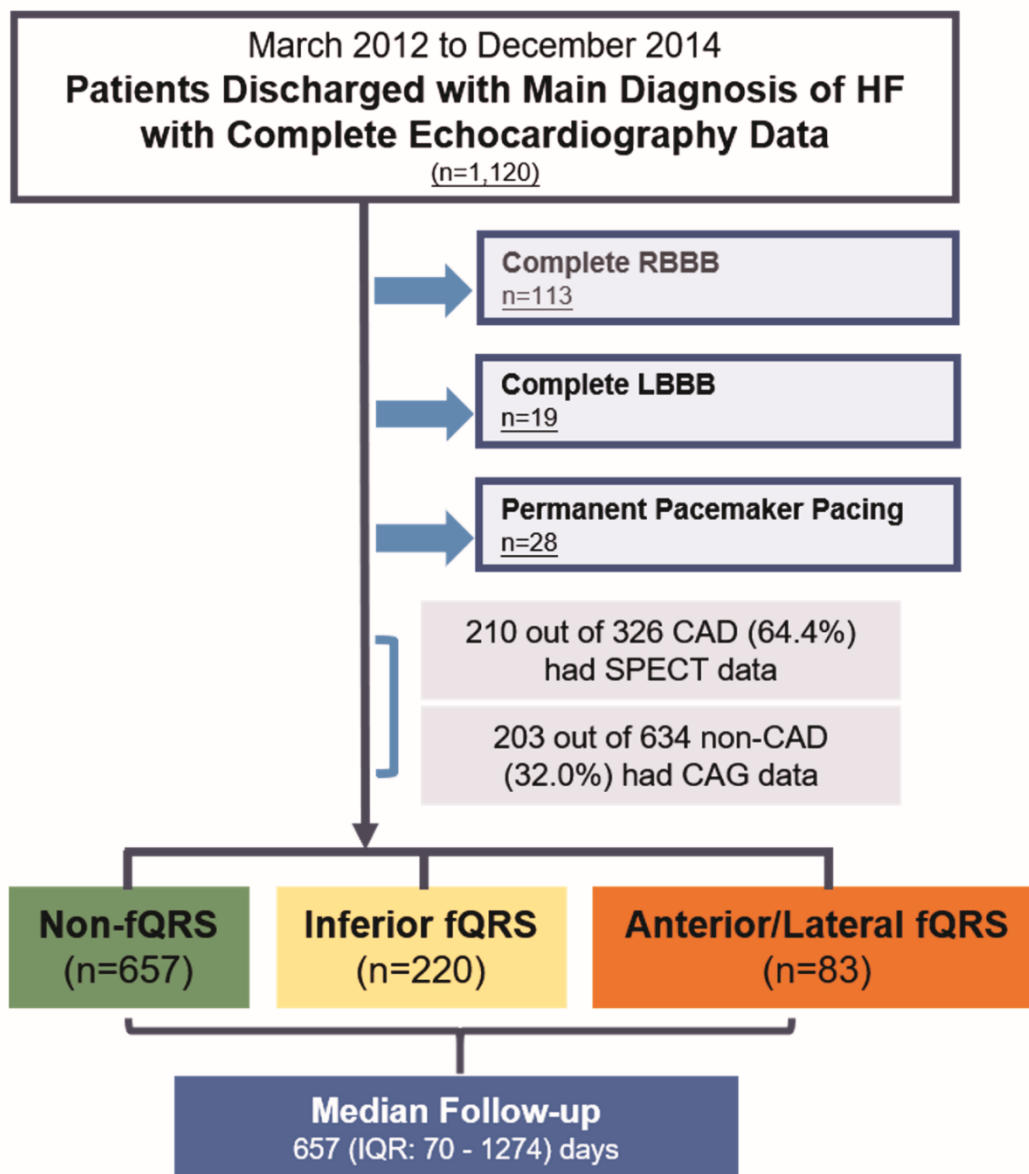 March 2012 to December 2014
Patients Discharged with Main Diagnosis of HF
with Complete Echocardiography Data
(n=1,120)
Complete RBBB
n=113
Complete LBBB
n=19
Permanent Pacemaker Pacing
n=28
210 out of 326 CAD (64.4%)
had SPECT data
203 out of 634 non-CAD
(32.0%) had CAG data
Non-fQRS
(n=657)
Inferior fQRS
(n=220)
Anterior/Lateral fQRS
(n=83)
Median Follow-up
657 (IQR: 70 - 1274) days